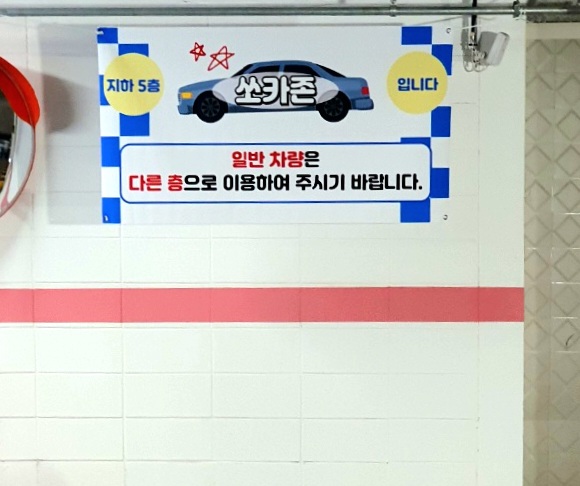 지하 5층 쏘카존 입니다
일반 차량은
다른 층으로 이용하여 주시기 바랍니다.